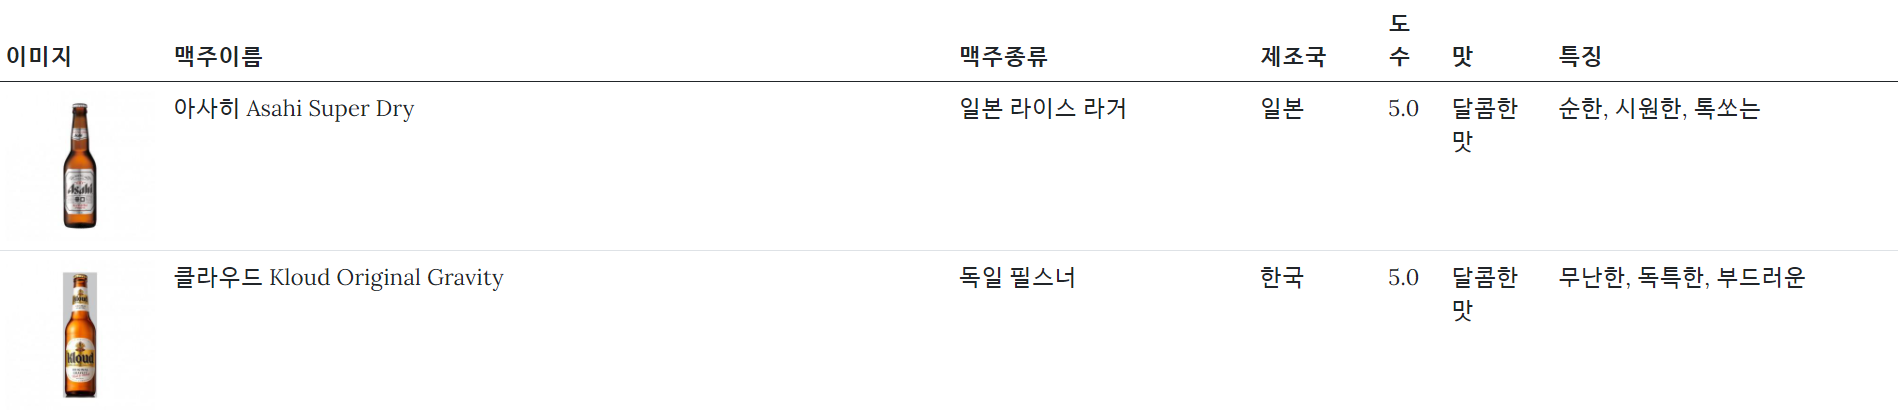 이미지 맥주이름 맥주종류 제조국 도수 맛 특징
아사히 Asahi Super Dry 일본 라이스 라거 일본 5.0 달콤한 순한, 시원한, 톡쏘는
맛
Asahi
클라우드 Kloud Original Gravity 독일 필스너 한국 5.0 달콤한 무난한, 독특한, 부드러운
맛
Kloud
Kloud